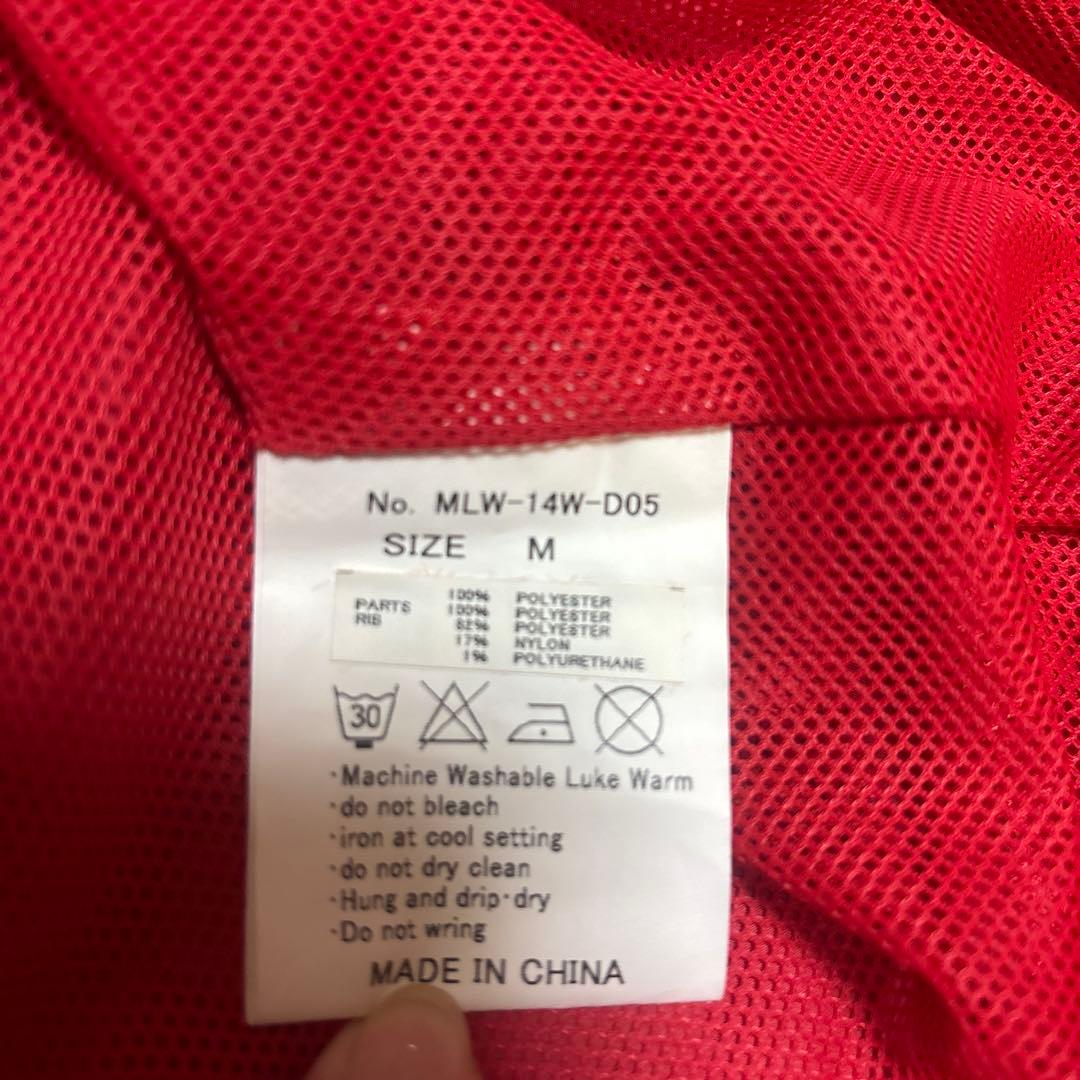 No. MLW-14W-D05
SIZE M
100% POLYESTER
PARTS 100% POLYESTER
RIB 82% POLYESTER
17% NYLON
1% POLYURETHANE
30
·Machine Washable Luke Warm
·do not bleach
·iron at cool setting
·do not dry clean
·Hung and drip·dry
·Do not wring
MADE IN CHINA